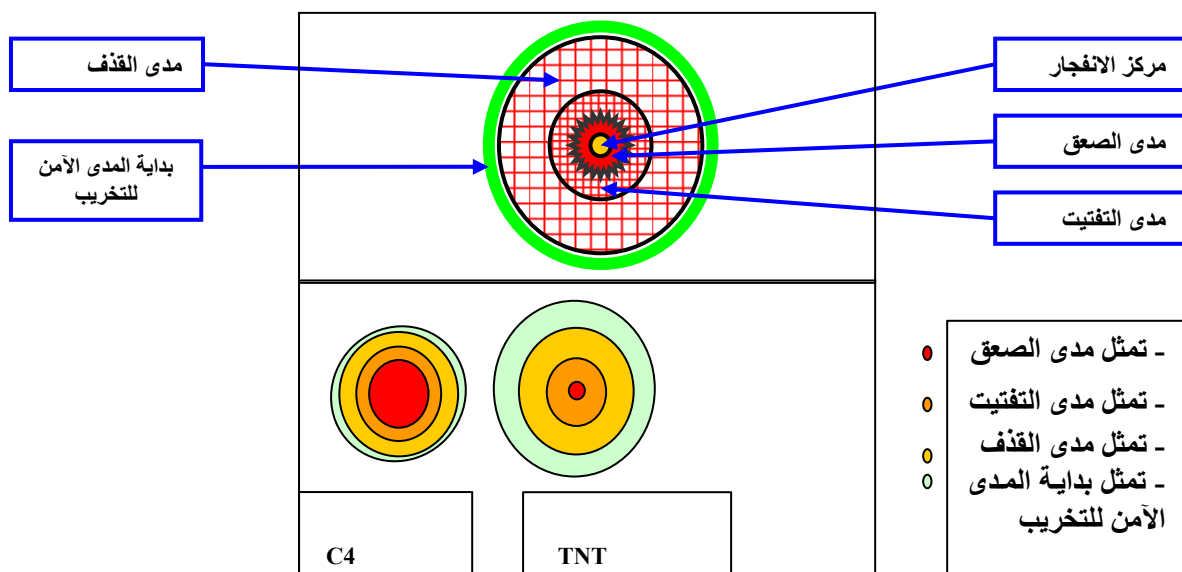 مدى القذف
بداية المدى الآمن
للتخريب
مركز الانفجار
مدى الصعق
مدى التفتيت
- تمثل مدى الصعق
- تمثل مدى التفتيت
- تمثل مدى القذف
- تمثل بداية المدى
الآمن للتخريب
C4
TNT